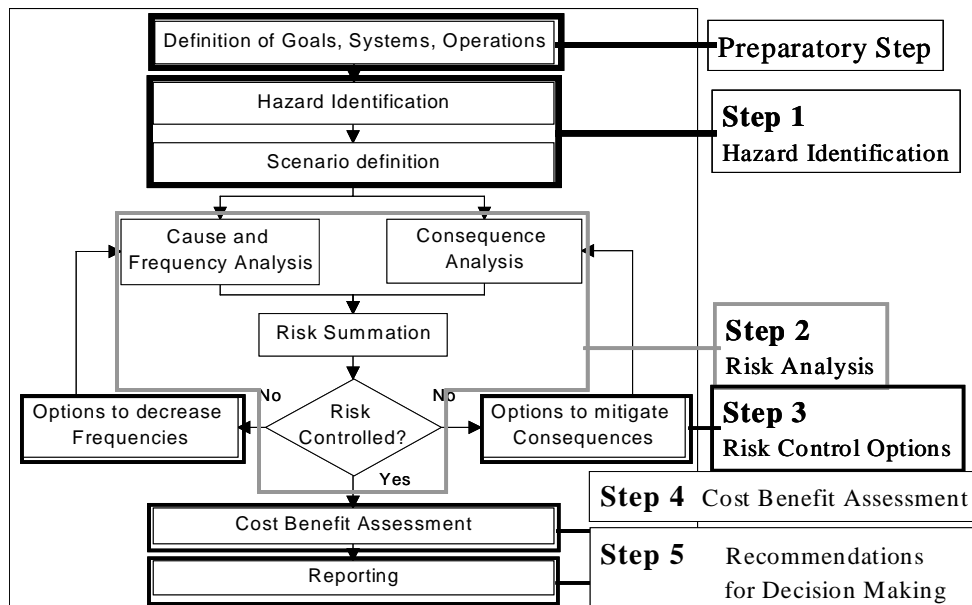 Definition of Goals, Systems, Operations
Preparatory Step
Hazard Identification
Scenario definition
Step 1
Hazard Identification
Cause and
Frequency Analysis
Consequence
Analysis
Risk Summation
Step 2
Risk Analysis
No
No
Options to decrease
Frequencies
Risk
Controlled?
Options to mitigate
Consequences
Step 3
Risk Control Options
Yes
Cost Benefit Assessment
Step 4 Cost Benefit Assessment
Reporting
Step 5 Recommendations
for Decision Making